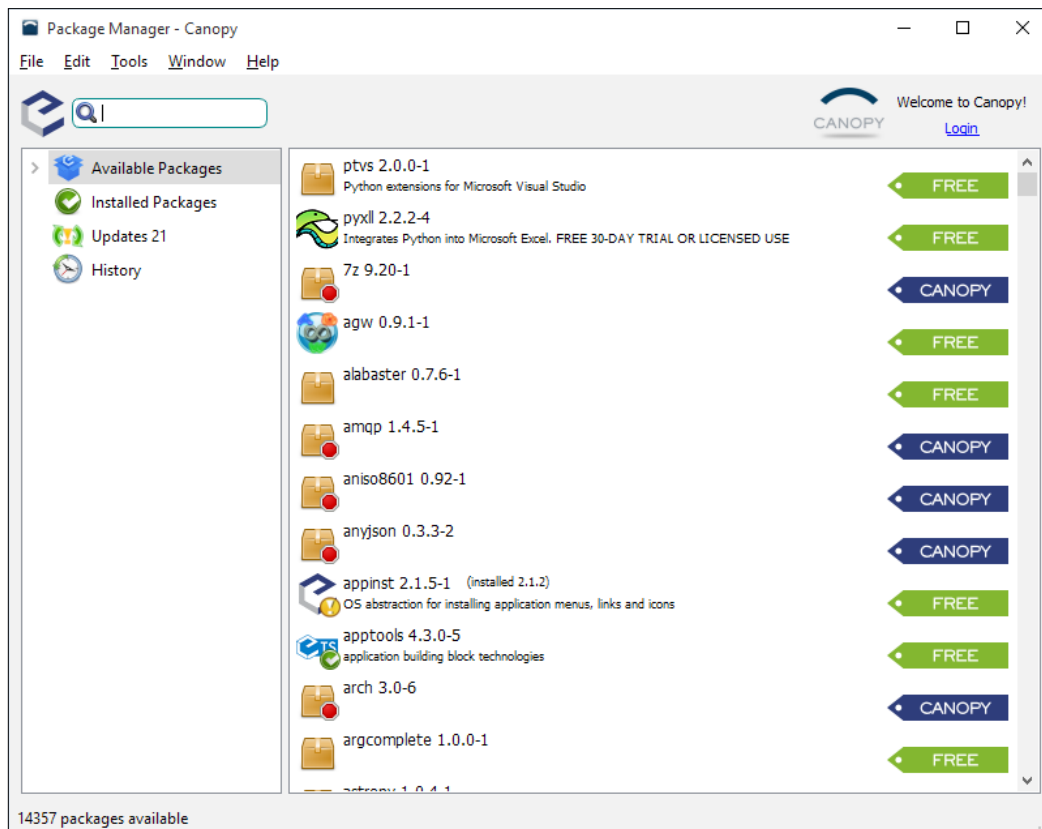 Package Manager - Canopy
File Edit Tools Window Help
CANOPY
Welcome to Canopy!
Login
Available Packages
Installed Packages
Updates 21
History
ptvs 2.0.0-1
Python extensions for Microsoft Visual Studio
FREE
pyxll 2.2.2-4
Integrates Python into Microsoft Excel. FREE 30-DAY TRIAL OR LICENSED USE
FREE
7z 9.20-1
CANOPY
agw 0.9.1-1
FREE
alabaster 0.7.6-1
FREE
amqp 1.4.5-1
CANOPY
aniso8601 0.92-1
CANOPY
anyjson 0.3.3-2
CANOPY
appinst 2.1.5-1 (installed 2.1.2)
OS abstraction for installing application menus, links and icons
FREE
apptools 4.3.0-5
application building block technologies
FREE
arch 3.0-6
CANOPY
argcomplete 1.0.0-1
FREE
14357 packages available